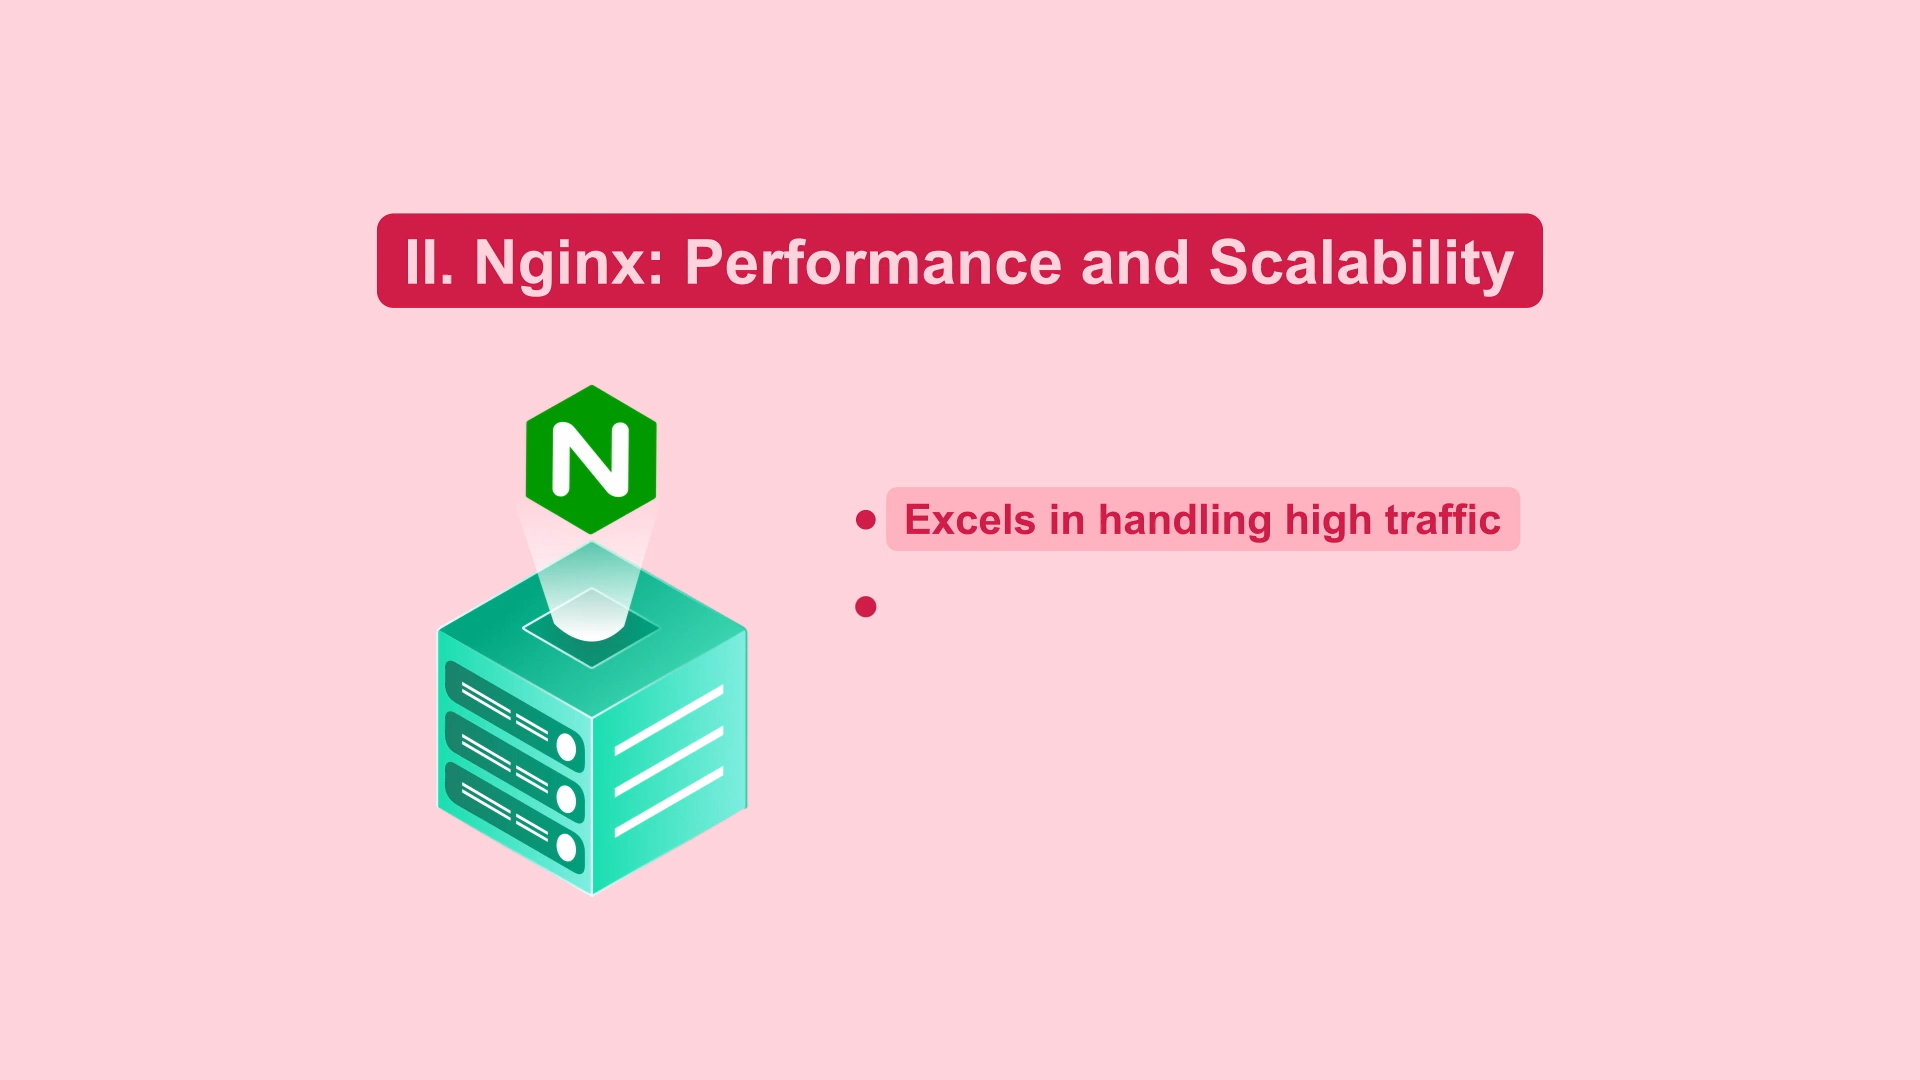 II. Nginx: Performance and Scalability
N
• Excels in handling high traffic
•